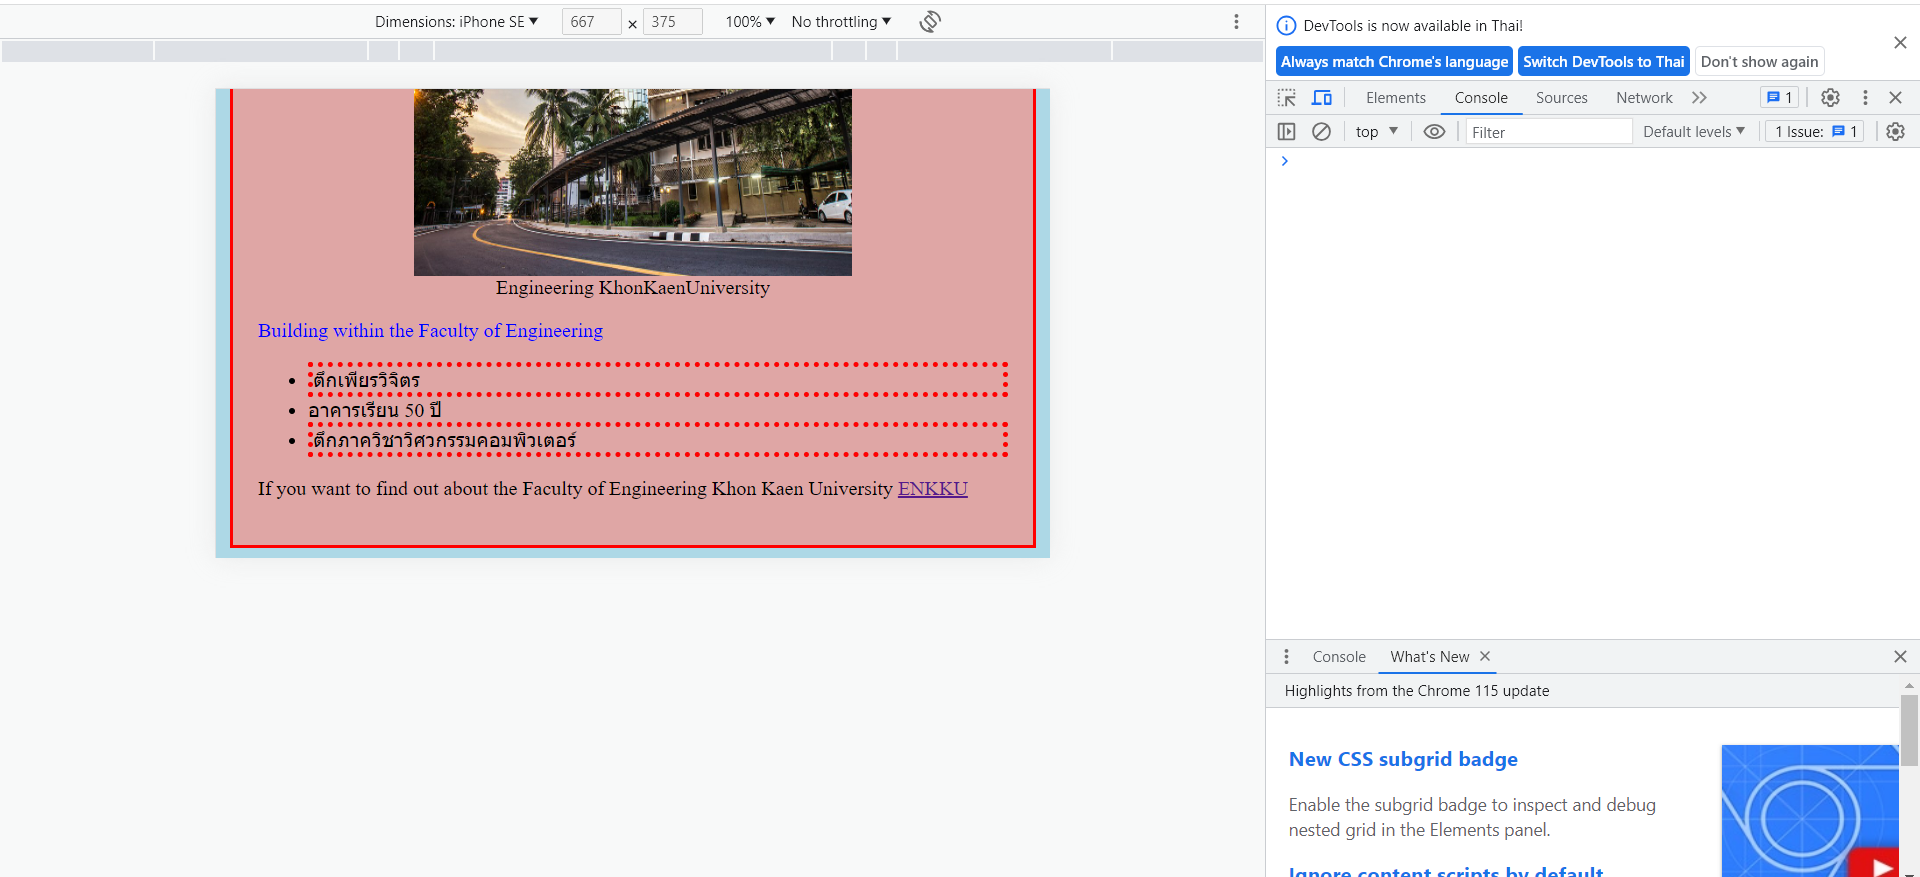 Dimensions: iPhone SE ▼ 667 × 375 100% ▼ No throttling ▼
Engineering KhonKaenUniversity
Building within the Faculty of Engineering
ตึกเพียรวิจิตร
อาคารเรียน 50 ปี
ตึกภาควิชาวิศวกรรมคอมพิวเตอร์
If you want to find out about the Faculty of Engineering Khon Kaen University ENKKU
DevTools is now available in Thai!
Always match Chrome's language Switch DevTools to Thai Don't show again
Elements Console Sources Network 1
top ▼ Filter Default levels ▼ 1 Issue: 1
Console What's New
Highlights from the Chrome 115 update
New CSS subgrid badge
Enable the subgrid badge to inspect and debug
nested grid in the Elements panel.
Ignore content scripts by default